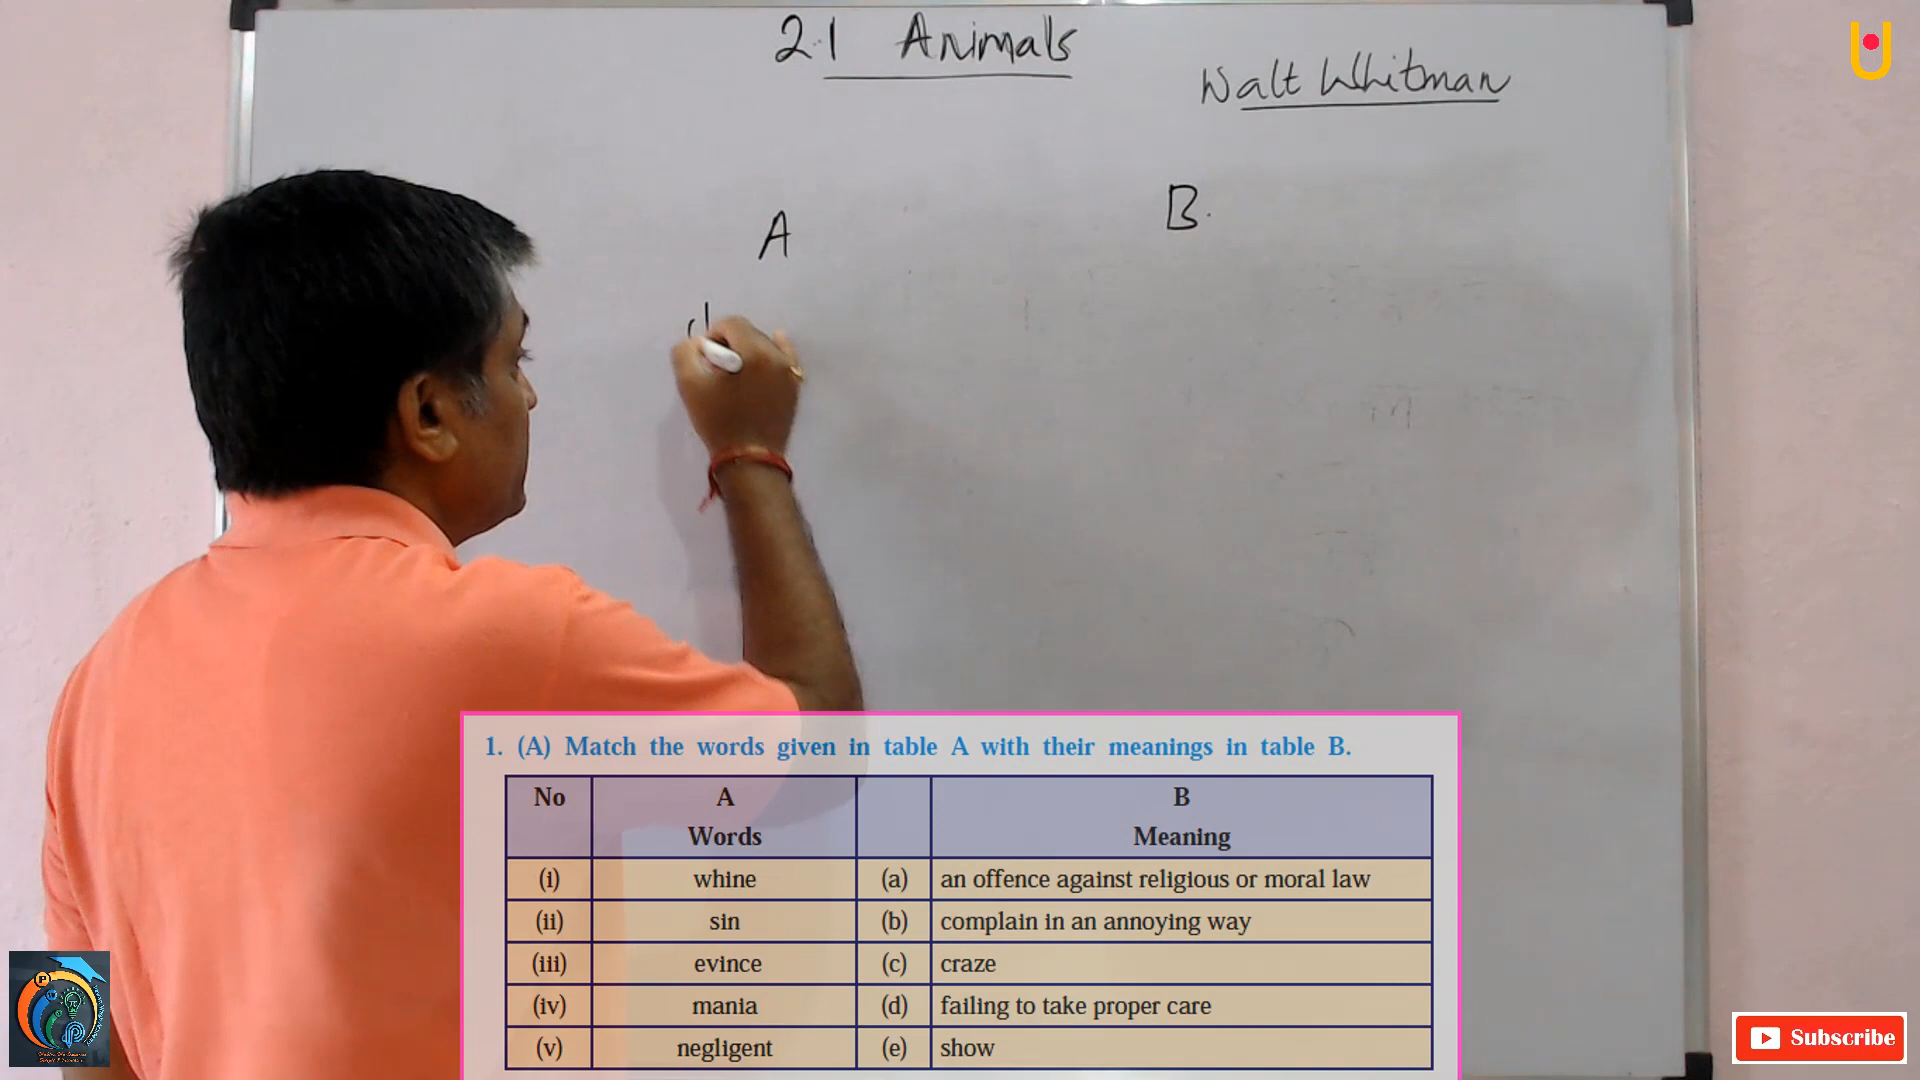 2.1 Animals
Walt Whitman
A
B.
1. (A) Match the words given in table A with their meanings in table B.
No A Words B Meaning
(i) whine (a) an offence against religious or moral law
(ii) sin (b) complain in an annoying way
(iii) evince (c) craze
(iv) mania (d) failing to take proper care
(v) negligent (e) show
Subscribe